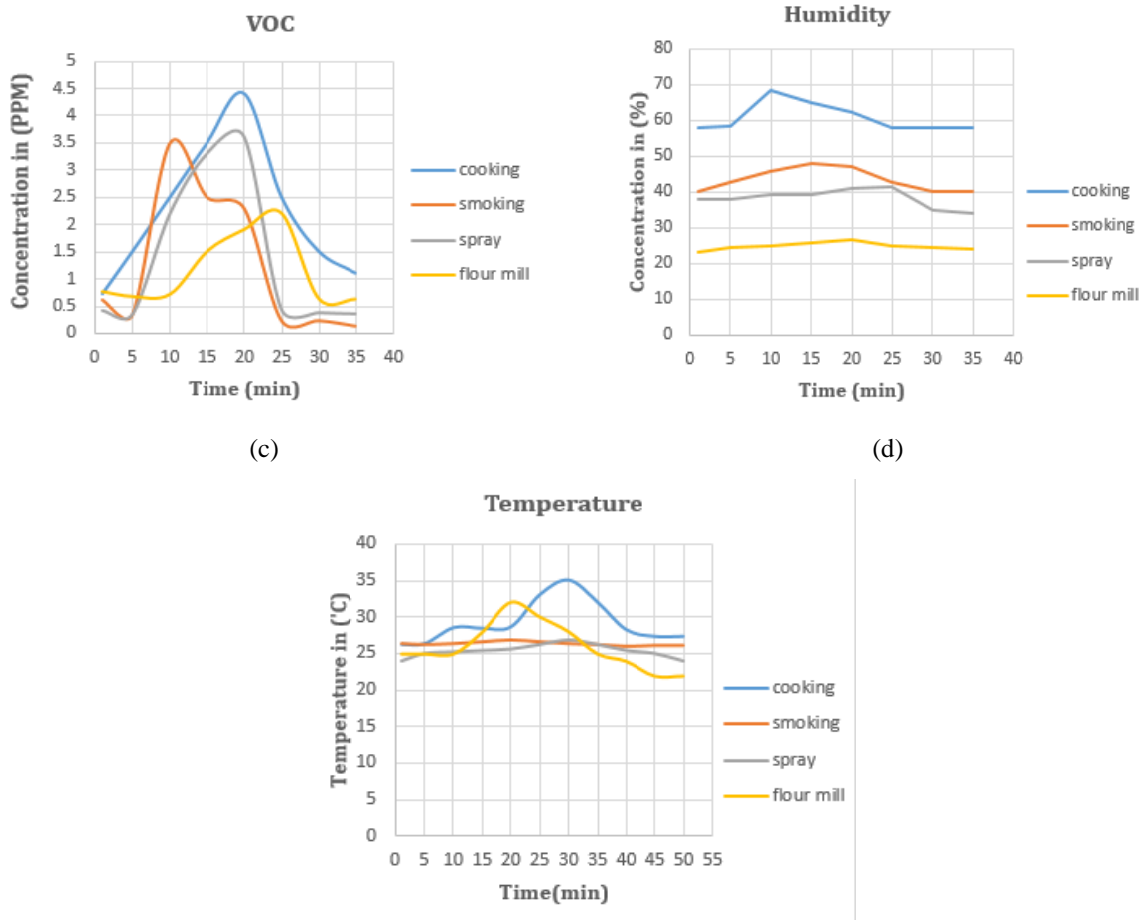 VOC
Concentration in (PPM)
5
4.5
4
3.5
3
2.5
2
1.5
1
0.5
0
0 5 10 15 20 25 30 35 40
Time (min)
cooking
smoking
spray
flour mill
(c)
Humidity
Concentration in (%)
80
70
60
50
40
30
20
10
0
0 5 10 15 20 25 30 35 40
Time (min)
cooking
smoking
spray
flour mill
(d)
Temperature
Temperature in ('C)
40
35
30
25
20
15
10
5
0
0 5 10 15 20 25 30 35 40 45 50 55
Time(min)
cooking
smoking
spray
flour mill